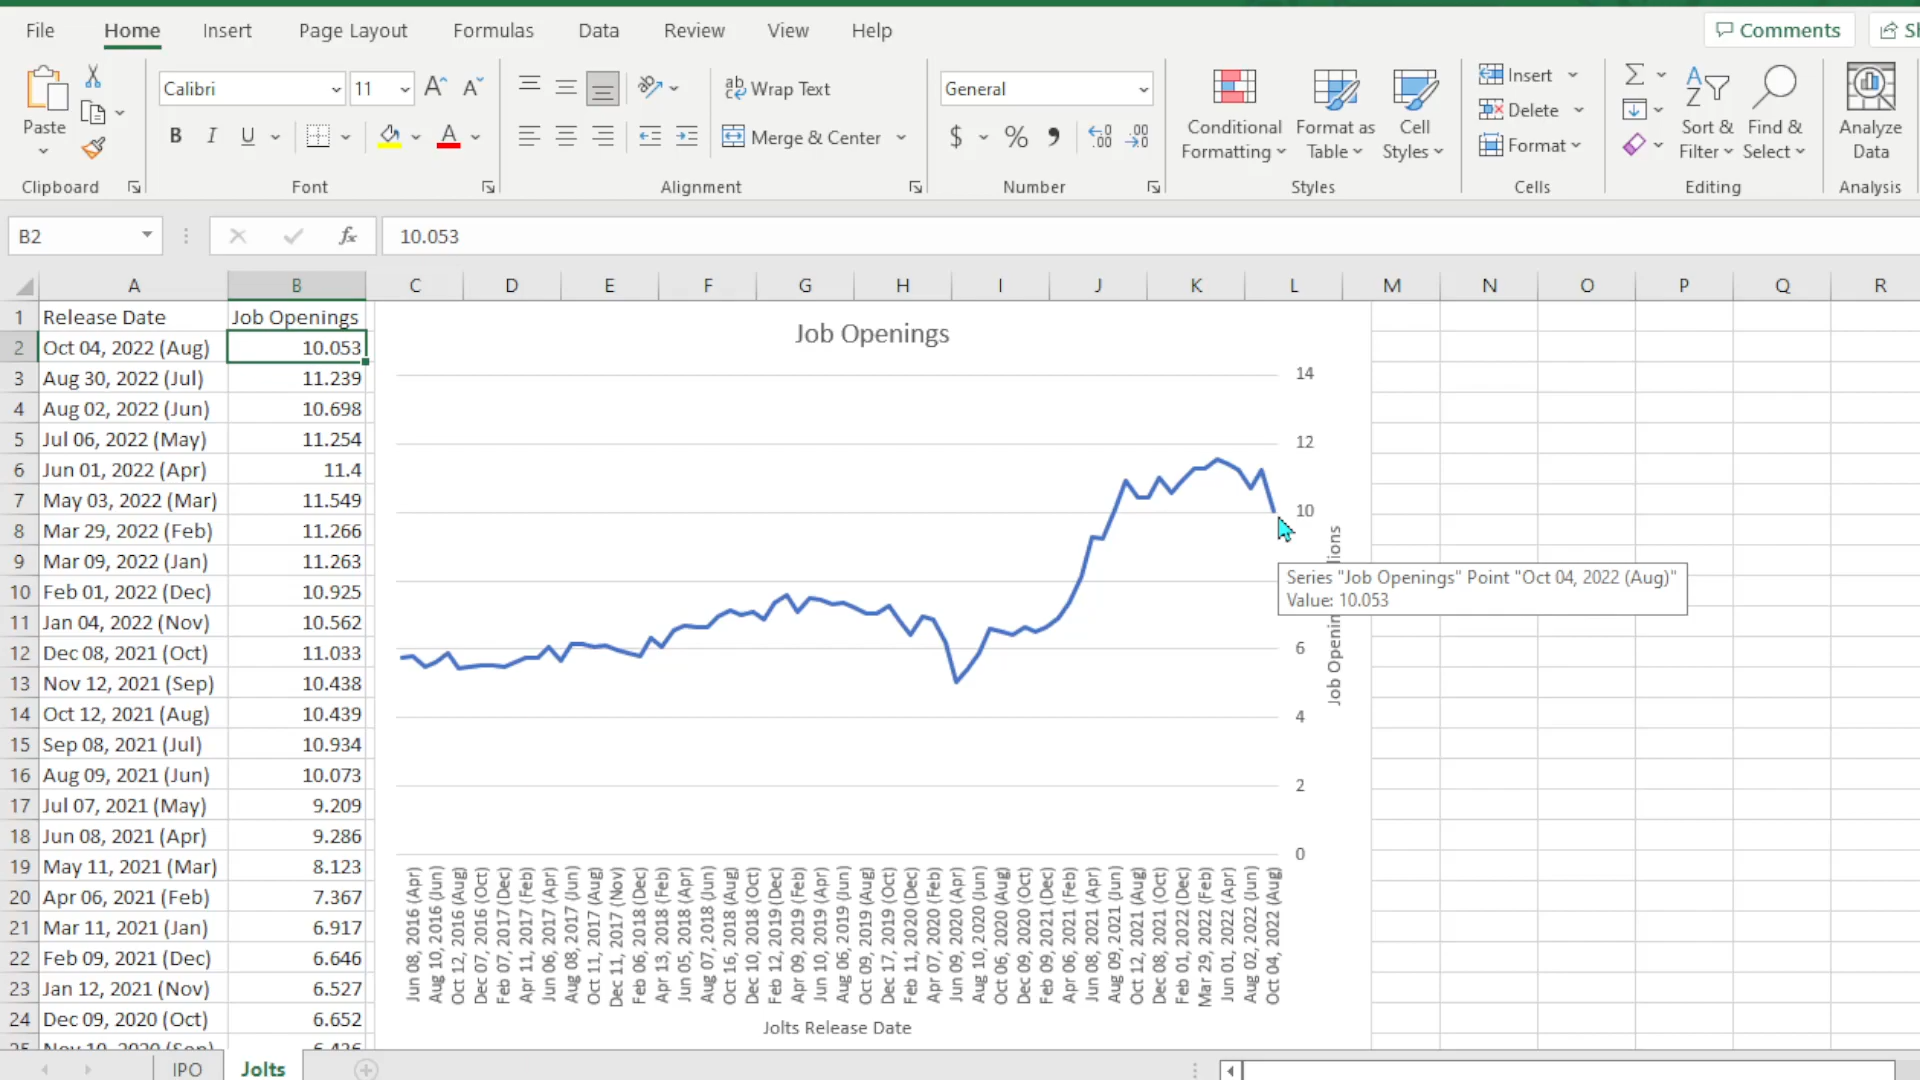 File Home Insert Page Layout Formulas Data Review View Help Comments
Calibri 11 A A ab Wrap Text General Insert Σ
Paste Conditional Format as Cell Delete Sort & Find & Analyze
B I U A Merge & Center $ % Formatting Table Styles Format Filter Select Data
Clipboard Font Alignment Number Styles Cells Editing Analysis
B2 fx 10.053
A B C D E F G H I J K L M N O P Q R
1 Release Date Job Openings
2 Oct 04, 2022 (Aug) 10.053
3 Aug 30, 2022 (Jul) 11.239
4 Aug 02, 2022 (Jun) 10.698
5 Jul 06, 2022 (May) 11.254
6 Jun 01, 2022 (Apr) 11.4
7 May 03, 2022 (Mar) 11.549
8 Mar 29, 2022 (Feb) 11.266
9 Mar 09, 2022 (Jan) 11.263
10 Feb 01, 2022 (Dec) 10.925
11 Jan 04, 2022 (Nov) 10.562
12 Dec 08, 2021 (Oct) 11.033
13 Nov 12, 2021 (Sep) 10.438
14 Oct 12, 2021 (Aug) 10.439
15 Sep 08, 2021 (Jul) 10.934
16 Aug 09, 2021 (Jun) 10.073
17 Jul 07, 2021 (May) 9.209
18 Jun 08, 2021 (Apr) 9.286
19 May 11, 2021 (Mar) 8.123
20 Apr 06, 2021 (Feb) 7.367
21 Mar 11, 2021 (Jan) 6.917
22 Feb 09, 2021 (Dec) 6.646
23 Jan 12, 2021 (Nov) 6.527
24 Dec 09, 2020 (Oct) 6.652
Job Openings
14
12
10
6
4
2
0
Series "Job Openings" Point "Oct 04, 2022 (Aug)"
Value: 10.053
Jun 08, 2016 (Apr)
Aug 10, 2016 (Jun)
Oct 12, 2016 (Aug)
Dec 07, 2016 (Oct)
Feb 07, 2017 (Dec)
Apr 11, 2017 (Feb)
Jun 06, 2017 (Apr)
Aug 08, 2017 (Jun)
Oct 11, 2017 (Aug)
Dec 11, 2017 (Nov)
Feb 06, 2018 (Dec)
Apr 13, 2018 (Feb)
Jun 05, 2018 (Apr)
Aug 07, 2018 (Jun)
Oct 16, 2018 (Aug)
Dec 10, 2018 (Oct)
Feb 12, 2019 (Dec)
Apr 09, 2019 (Feb)
Jun 10, 2019 (Apr)
Aug 06, 2019 (Jun)
Oct 09, 2019 (Aug)
Dec 17, 2019 (Oct)
Feb 11, 2020 (Dec)
Apr 07, 2020 (Feb)
Jun 09, 2020 (Apr)
Aug 10, 2020 (Jun)
Oct 06, 2020 (Aug)
Dec 09, 2020 (Oct)
Feb 09, 2021 (Dec)
Apr 06, 2021 (Feb)
Jun 08, 2021 (Apr)
Aug 09, 2021 (Jun)
Oct 12, 2021 (Aug)
Dec 08, 2021 (Oct)
Feb 01, 2022 (Dec)
Mar 29, 2022 (Feb)
Jun 01, 2022 (Apr)
Aug 02, 2022 (Jun)
Oct 04, 2022 (Aug)
Jolts Release Date
IPO Jolts